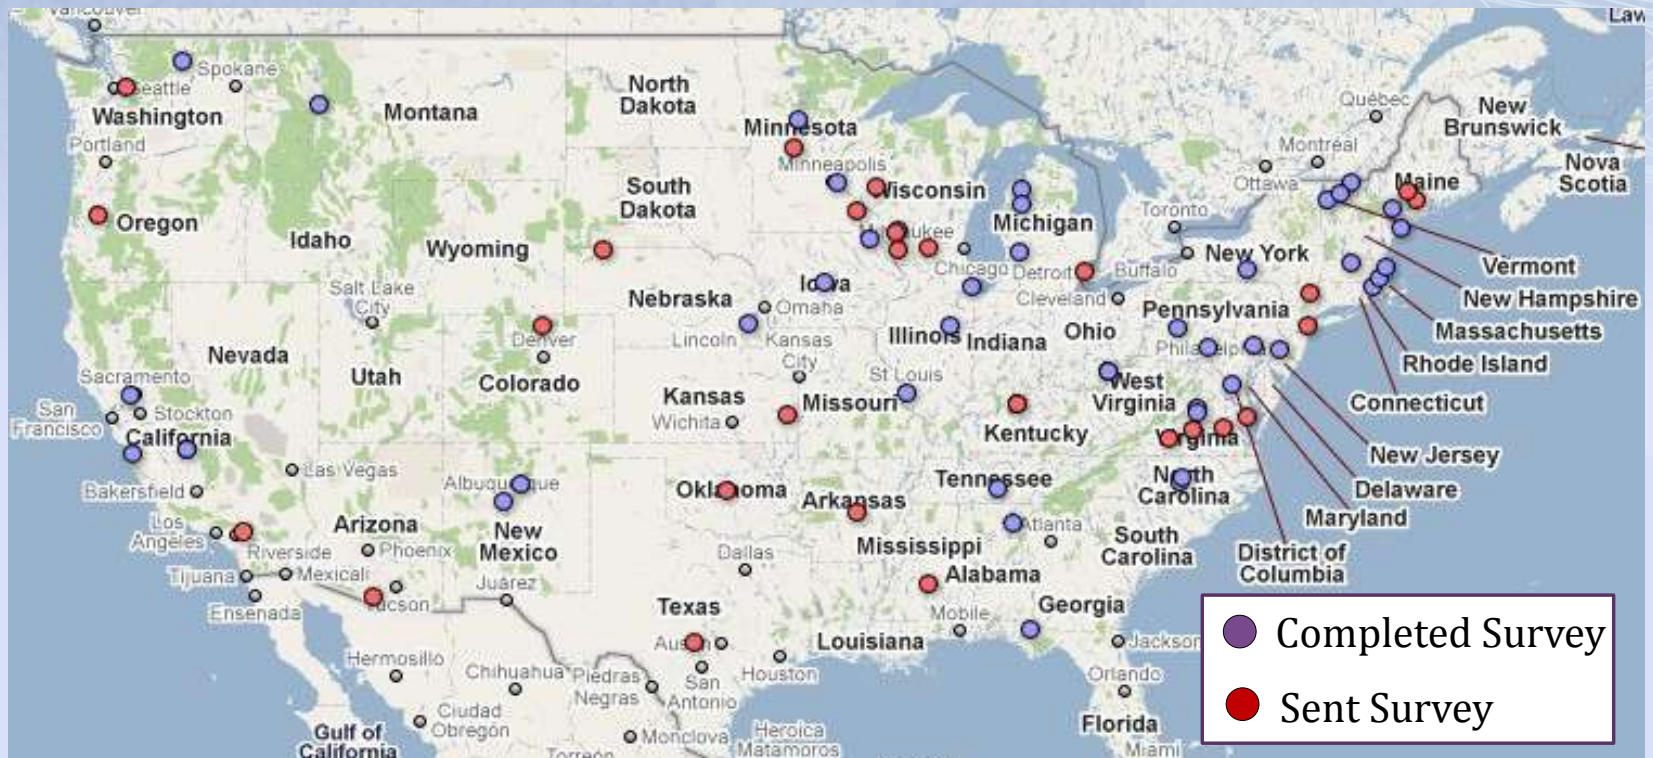 Vancouver
Law
Spokane
Seattle
Washington
Montana
North
Dakota
Minnesota
Québec
New
Brunswick
Portland
Montréal
Minneapolis
Nova
Scotia
Ottawa
Maine
Wisconsin
South
Dakota
Oregon
Idaho
Wyoming
Michigan
Toronto
New York
Chicago
Detroit
Buffalo
Vermont
Salt Lake
City
Iowa
Nebraska
Omaha
Cleveland
New Hampshire
Pennsylvania
Massachusetts
Denver
Lincoln
Kansas
City
Illinois
Indiana
Ohio
Philadelphia
Rhode Island
Nevada
Utah
Colorado
Sacramento
St Louis
Kansas
Missouri
West
Virginia
Connecticut
San
Francisco
Stockton
California
Wichita
Kentucky
Virginia
New Jersey
Las Vegas
Bakersfield
Albuquerque
Oklahoma
Arkansas
Tennessee
North
Carolina
Delaware
Maryland
Los
Angeles
Arizona
Phoenix
New
Mexico
Riverside
Dallas
Mississippi
Atlanta
South
Carolina
District of
Columbia
Tijuana
Mexicali
Ensenada
Tucson
Juárez
Alabama
Texas
Mobile
Georgia
Austin
Louisiana
Jackson
Houston
San
Antonio
Hermosillo
Chihuahua
Piedras
Negras
Orlando
Florida
Miami
Ciudad
Obregón
Gulf of
California
Torreón
Monclova
Heroica
Matamoros
Completed Survey
Sent Survey